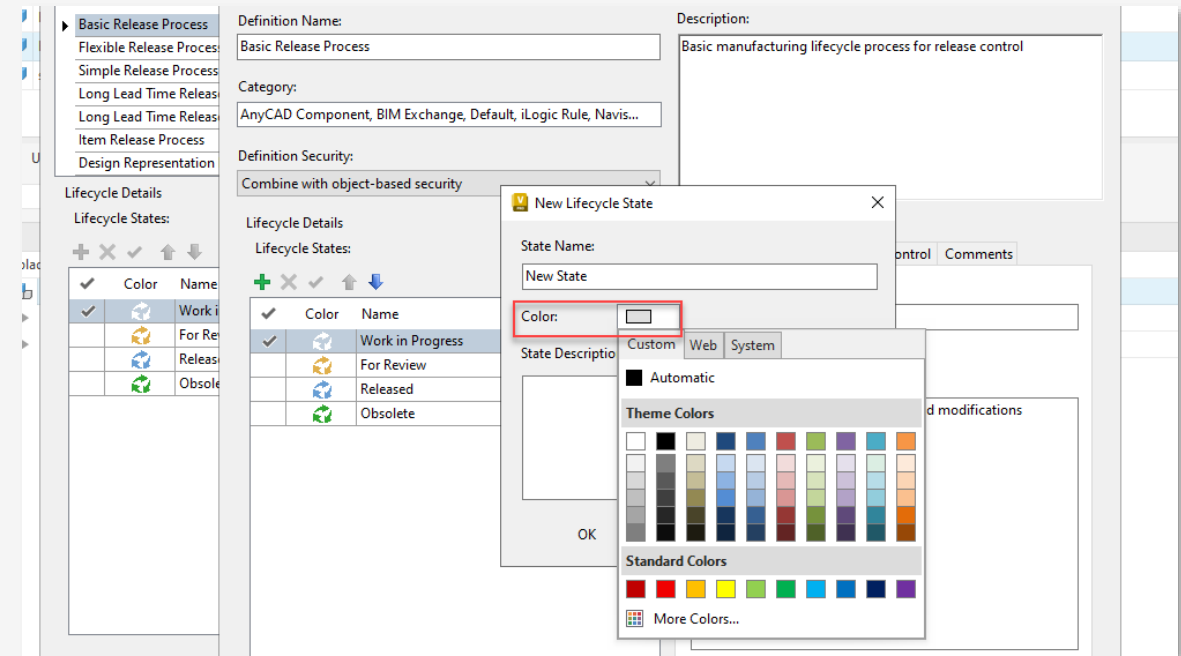 Basic Release Process
Flexible Release Proces
Simple Release Process
Long Lead Time Releas
Long Lead Time Releas
Item Release Process
Design Representation
Lifecycle Details
Lifecycle States:
Color Name
Work i
For Re
Releas
Obsole
Definition Name:
Basic Release Process
Category:
AnyCAD Component, BIM Exchange, Default, iLogic Rule, Navis...
Definition Security:
Combine with object-based security
Lifecycle Details
Lifecycle States:
Color Name
Work in Progress
For Review
Released
Obsolete
Description:
Basic manufacturing lifecycle process for release control
ontrol Comments
d modifications
New Lifecycle State
State Name:
New State
Color:
State Descriptio
OK
Custom Web System
Automatic
Theme Colors
Standard Colors
More Colors...